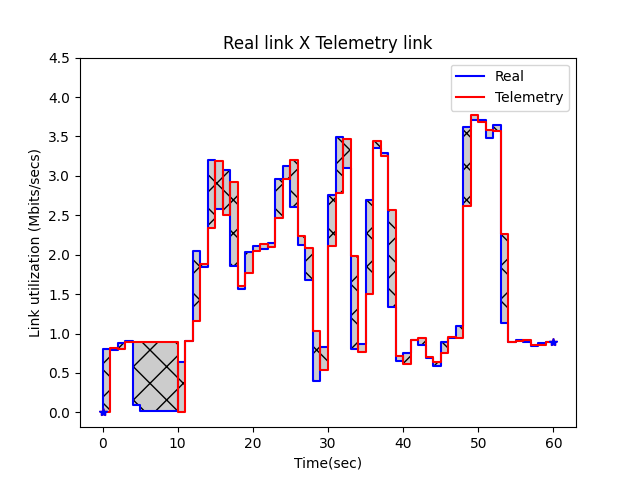 Real link X Telemetry link
Real
Telemetry
Link utilization (Mbits/secs)
4.5
4.0
3.5
3.0
2.5
2.0
1.5
1.0
0.5
0.0
0 10 20 30 40 50 60
Time(sec)